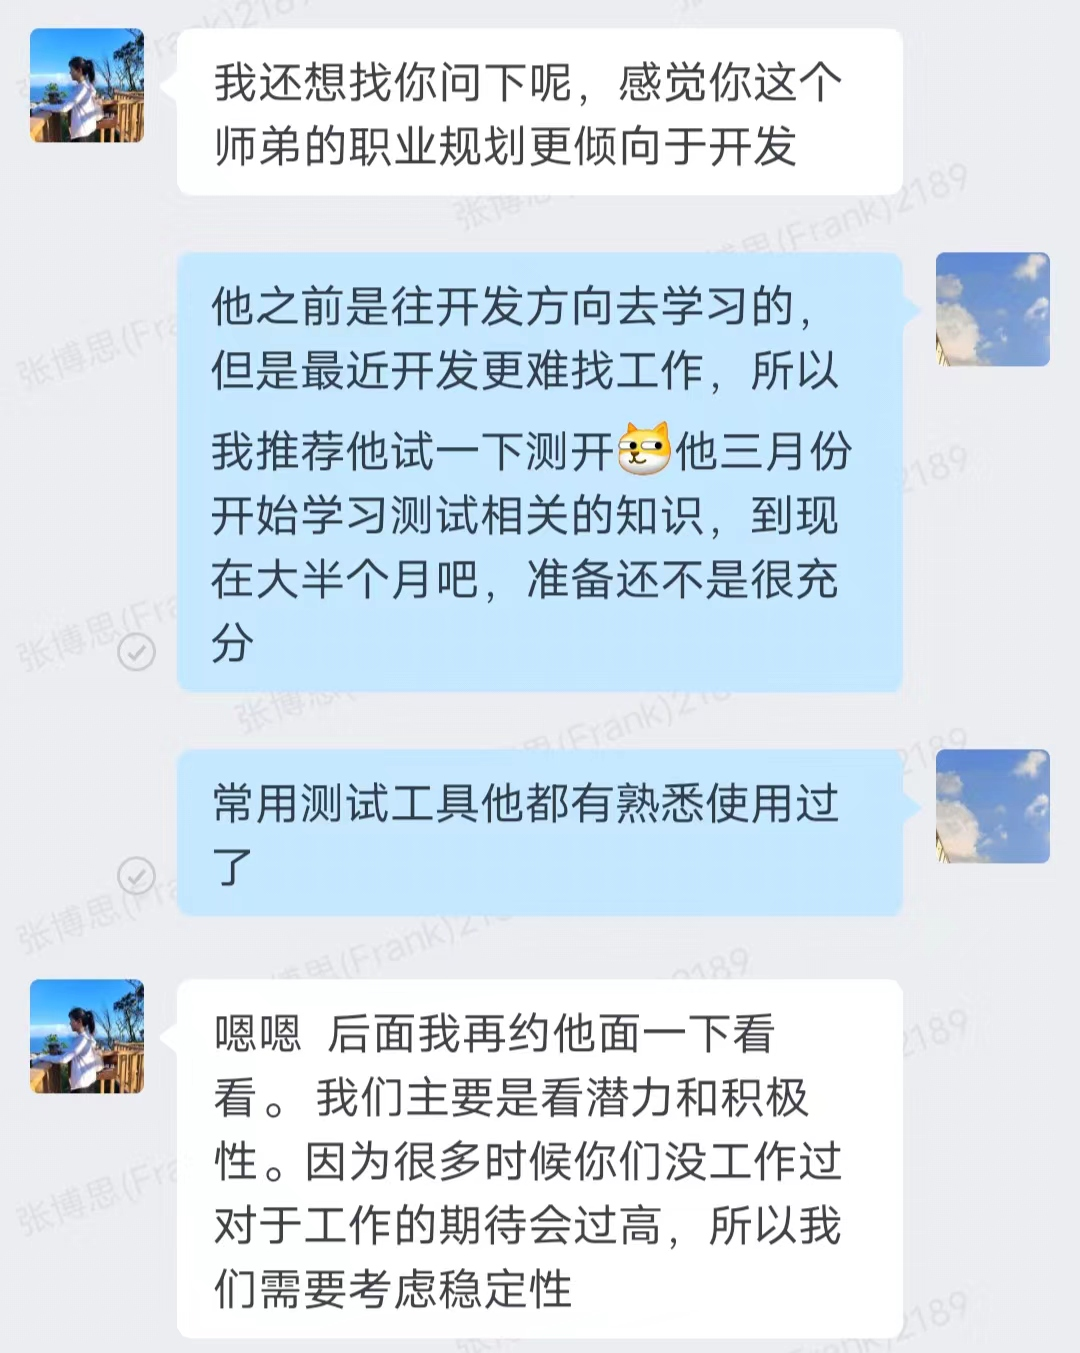 我还想找你问下呢，感觉你这个
师弟的职业规划更倾向于开发
他之前是往开发方向去学习的，
但是最近开发更难找工作，所以
我推荐他试一下测开他三月份
开始学习测试相关的知识，到现
在大半个月吧，准备还不是很充
分
常用测试工具他都有熟悉使用过
了
嗯嗯 后面我再约他面一下看
看。我们主要是看潜力和积极
性。因为很多时候你们没工作过
对于工作的期待会过高，所以我
们需要考虑稳定性
张博思(Frank)2189